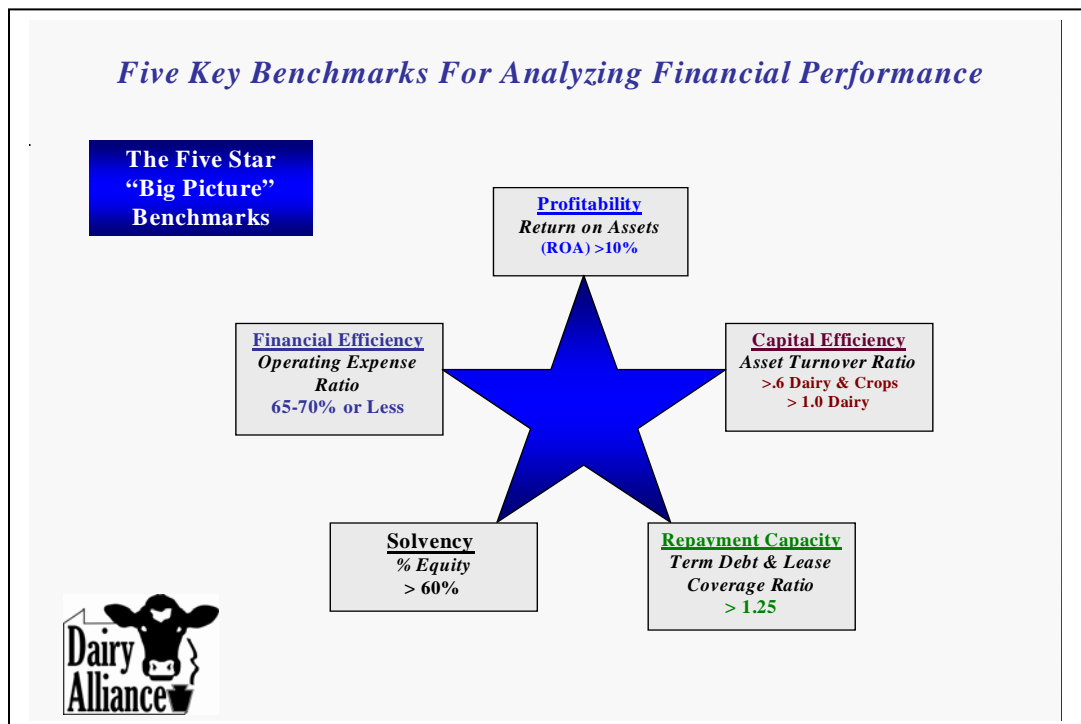 Five Key Benchmarks For Analyzing Financial Performance
The Five Star
“Big Picture”
Benchmarks
Profitability
Return on Assets
(ROA) >10%
Financial Efficiency
Operating Expense
Ratio
65-70% or Less
Capital Efficiency
Asset Turnover Ratio
>.6 Dairy & Crops
> 1.0 Dairy
Solvency
% Equity
> 60%
Repayment Capacity
Term Debt & Lease
Coverage Ratio
> 1.25
Dairy
Alliance